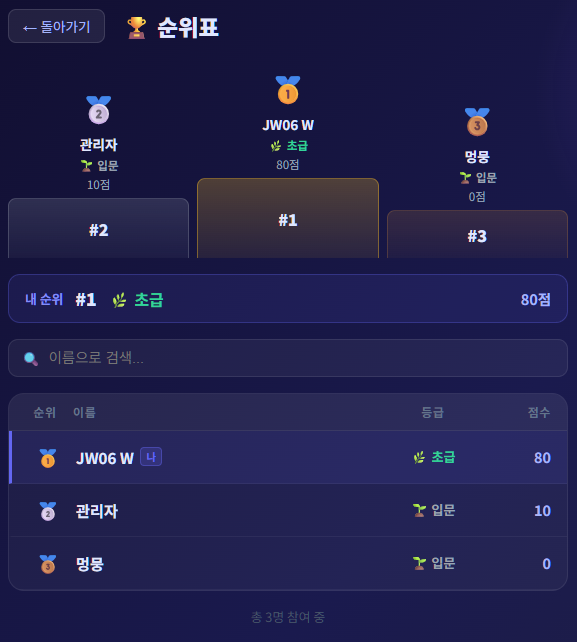 ← 돌아가기
🏆 순위표
1
2
JW06 W
3
관리자
🌿 초급
멍뭉
🌱 입문
80점
🌱 입문
10점
0점
#1
#2
#3
내 순위 #1 🌿 초급 80점
🔍 이름으로 검색...
순위 이름 등급 점수
1 JW06 W 나 🌿 초급 80
2 관리자 🌱 입문 10
3 멍뭉 🌱 입문 0
총 3명 참여 중